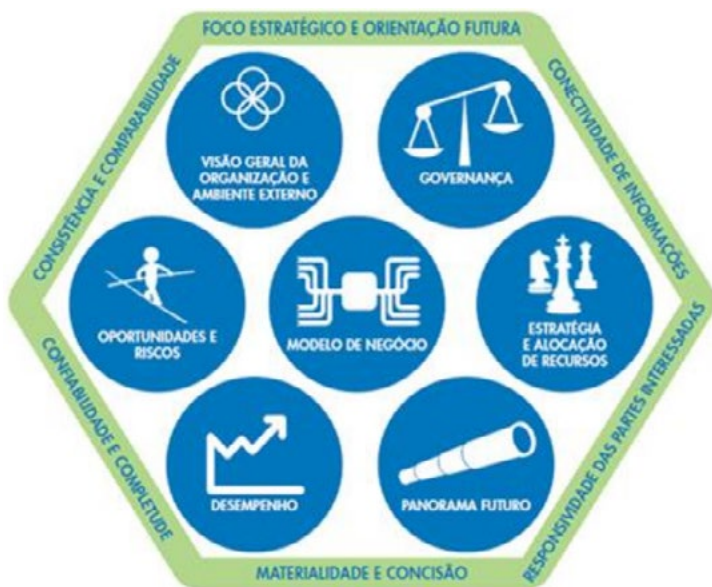 FOCO ESTRATÉGICO E ORIENTAÇÃO FUTURA
CONSISTÊNCIA E COMPARABILIDADE
CONECTIVIDADE DE INFORMAÇÕES
VISÃO GERAL DA
ORGANIZAÇÃO E
AMBIENTE EXTERNO
GOVERNANÇA
OPORTUNIDADES E
RISCOS
MODELO DE NEGÓCIO
ESTRATÉGIA
E ALOCAÇÃO
DE RECURSOS
DESEMPENHO
PANORAMA FUTURO
CONFIABILIDADE E COMPLETUDE
RESPONSIVIDADE DAS PARTES INTERESSADAS
MATERIALIDADE E CONCISÃO